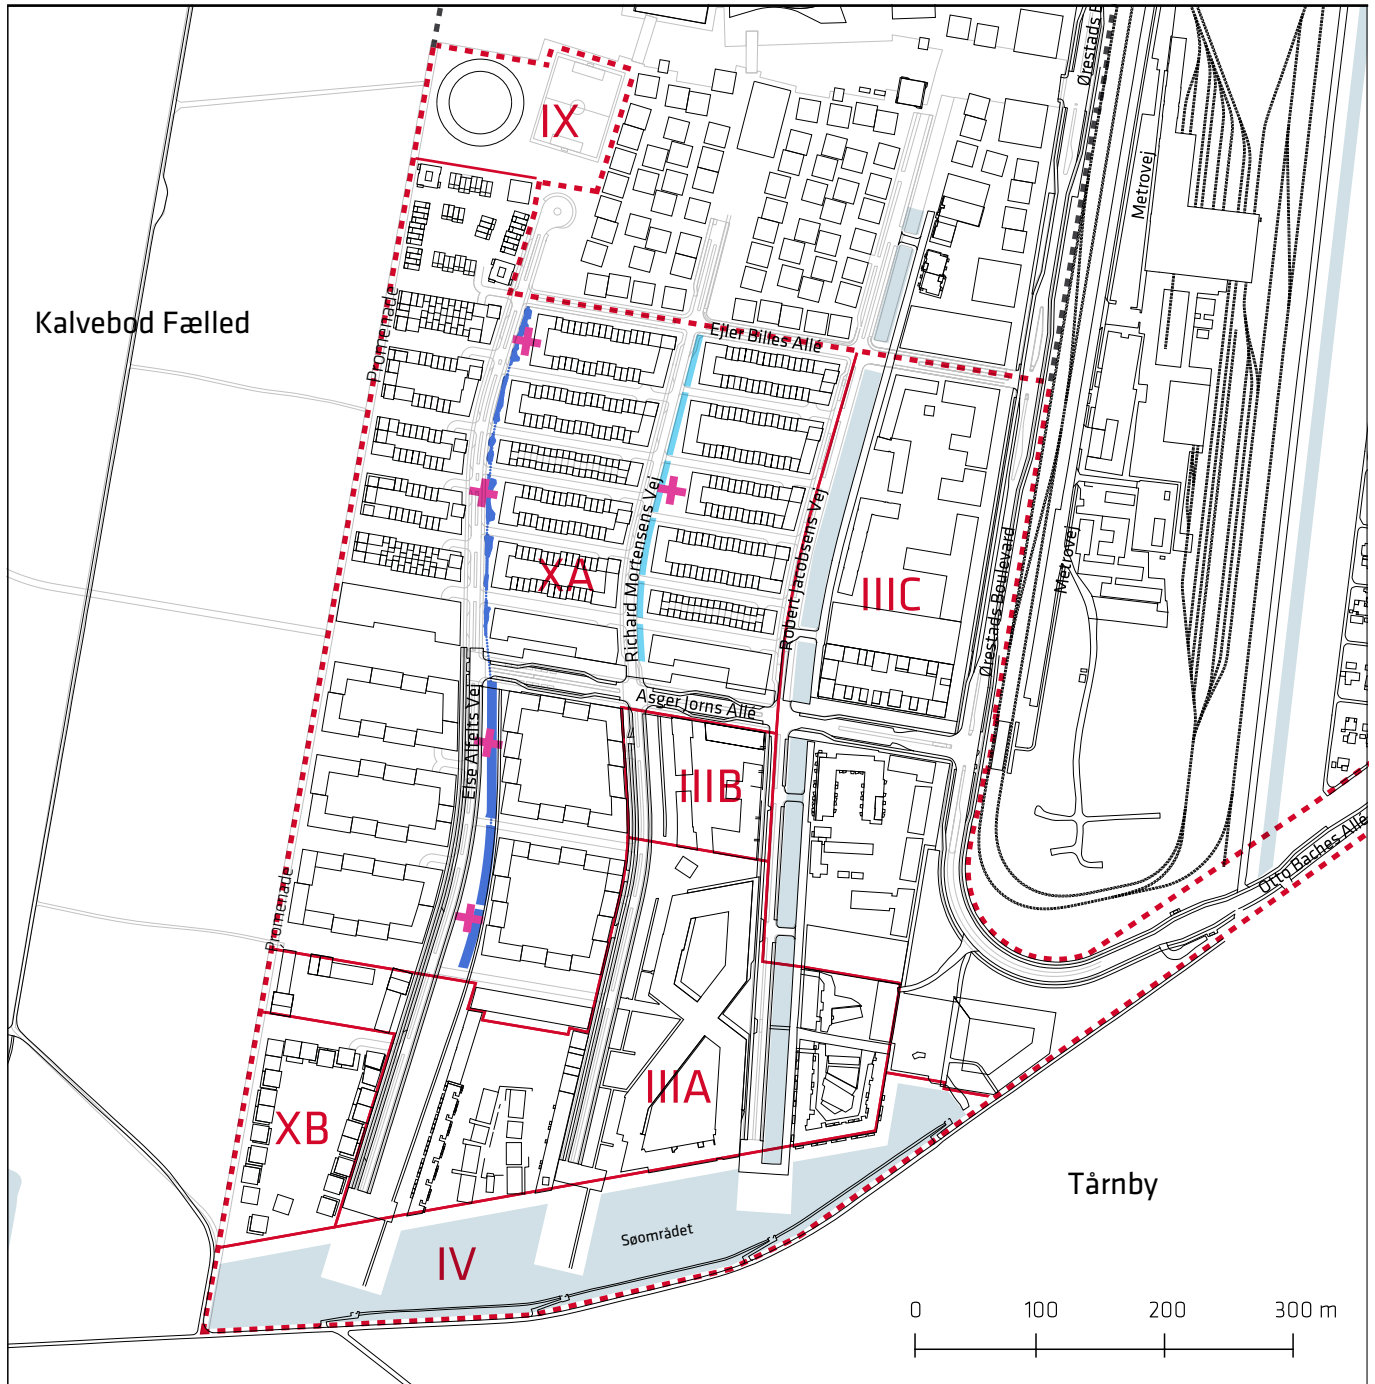 Ørestads B
IX
Metrovej
Kalvebod Fælled
Promenade
Ejler Billes Allé
Richard Mortensens Vej
Robert Jacobsens Vej
XA
IIIC
Ørestads Boulevard
Metrovej
Asger Jorns Allé
Else Alfelts Vej
IIIB
Otto Baches Allé
Promenade
IIIA
XB
Tårnby
Søområdet
IV
0 100 200 300 m